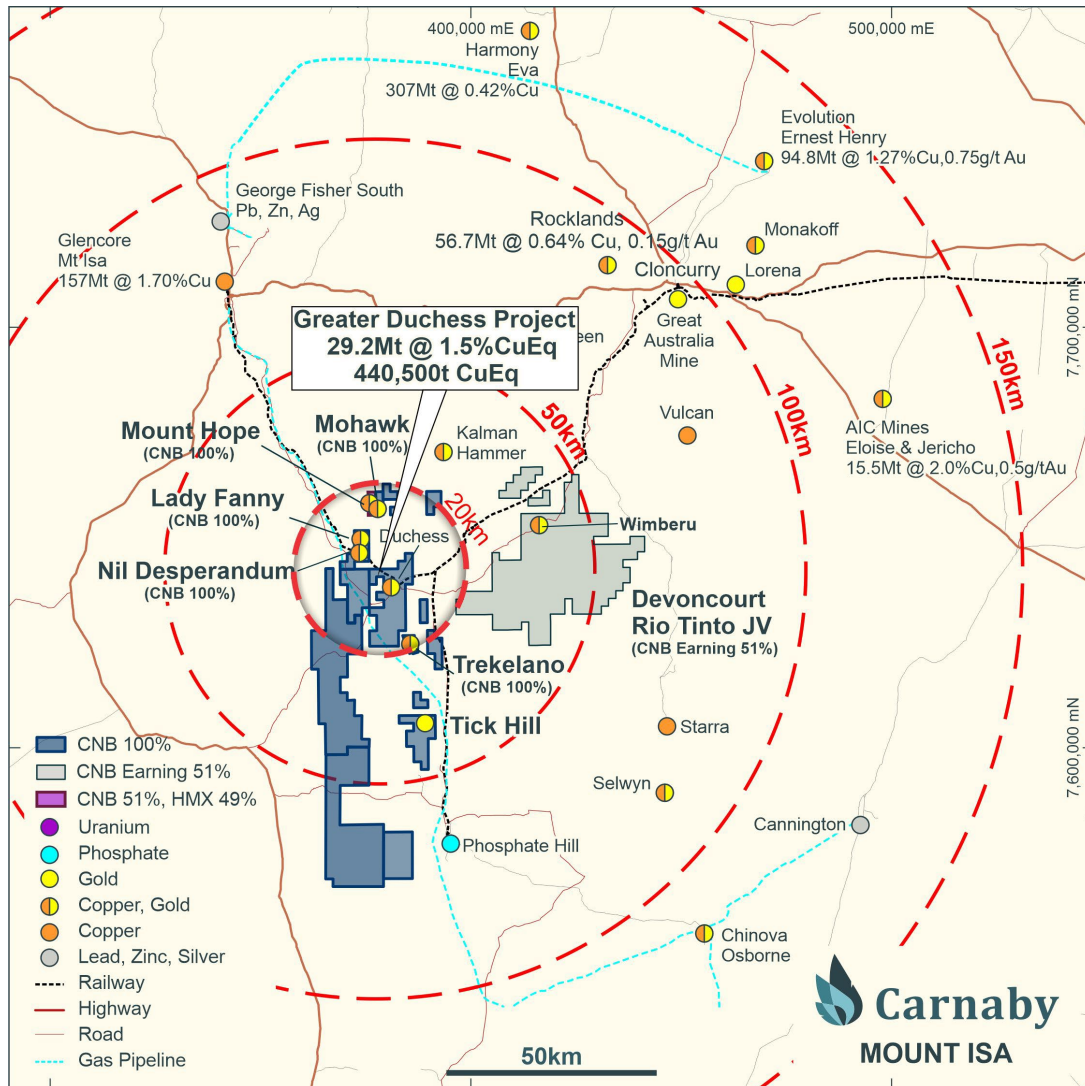 400,000 mE
500,000 mE
Harmony
Eva
307Mt @ 0.42%Cu
Evolution
Ernest Henry
94.8Mt @ 1.27%Cu,0.75g/t Au
George Fisher South
Pb, Zn, Ag
Glencore
Mt Isa
157Mt @ 1.70%Cu
Rocklands
56.7Mt @ 0.64% Cu, 0.15g/t Au
Monakoff
Cloncurry
Lorena
Great
Australia
Mine
7,700,000 mN
Greater Duchess Project
29.2Mt @ 1.5%CuEq
440,500t CuEq
50km
100km
150km
Mohawk
(CNB 100%)
Mount Hope
(CNB 100%)
Kalman
Hammer
Vulcan
AIC Mines
Eloise & Jericho
15.5Mt @ 2.0%Cu,0.5g/tAu
Lady Fanny
(CNB 100%)
20km
Duchess
Wimberu
Nil Desperandum
(CNB 100%)
Devoncourt
Rio Tinto JV
(CNB Earning 51%)
Trekelano
(CNB 100%)
Tick Hill
Starra
7,600,000 mN
Selwyn
Cannington
Phosphate Hill
Chinova
Osborne
CNB 100%
CNB Earning 51%
CNB 51%, HMX 49%
Uranium
Phosphate
Gold
Copper, Gold
Copper
Lead, Zinc, Silver
Railway
Highway
Road
Gas Pipeline
50km
Carnaby
MOUNT ISA